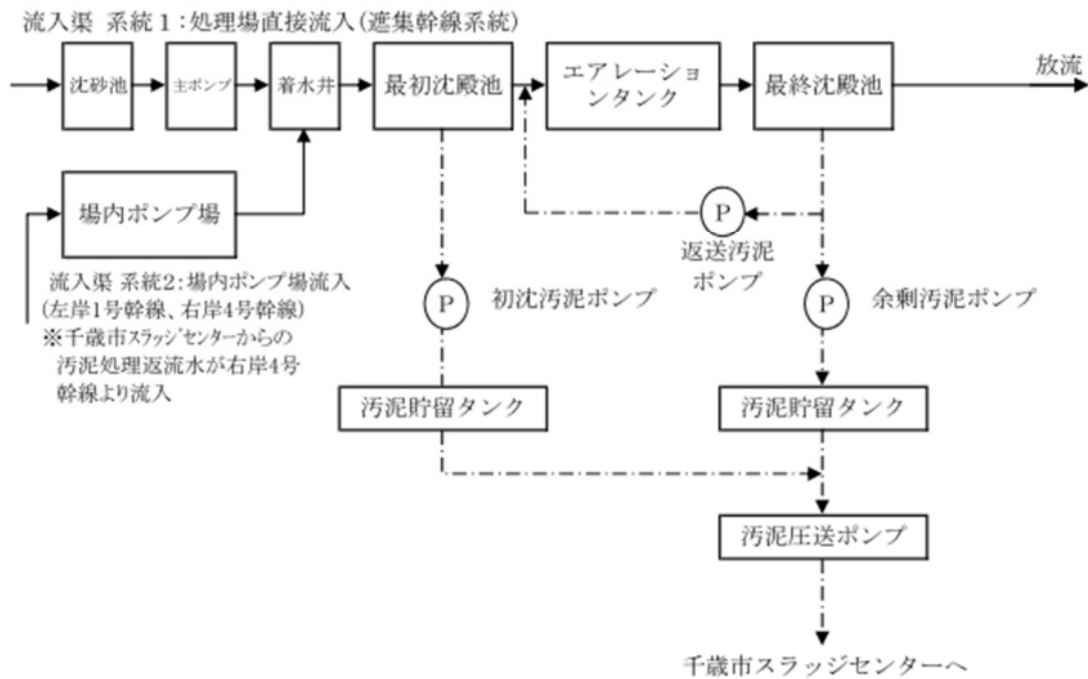 流入渠 系統1:処理場直接流入(遮集幹線系統)
沈砂池
主ポンプ
着水井
最初沈殿池
エアレーショ
ンタンク
最終沈殿池
放流
場内ポンプ場
P
返送汚泥
ポンプ
流入渠 系統2:場内ポンプ場流入
(左岸1号幹線、右岸4号幹線)
※千歳市スラッジセンターからの
汚泥処理返流水が右岸4号
幹線より流入
P
初沈汚泥ポンプ
P
余剰汚泥ポンプ
汚泥貯留タンク
汚泥貯留タンク
汚泥圧送ポンプ
千歳市スラッジセンターへ